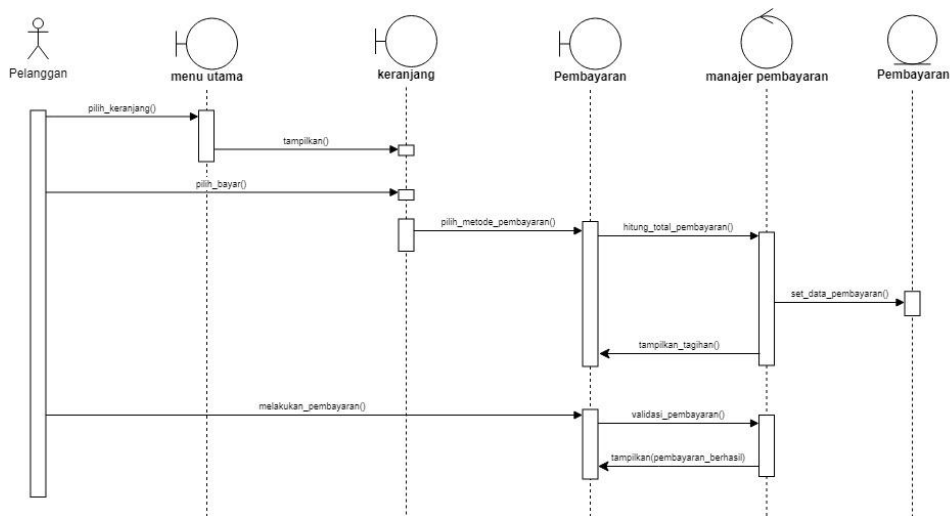 Pelanggan
menu utama
keranjang
Pembayaran
manajer pembayaran
Pembayaran
pilih_keranjang()
tampilkan()
pilih_bayar()
pilih_metode_pembayaran()
hitung_total_pembayaran()
set_data_pembayaran()
tampilkan_tagihan()
melakukan_pembayaran()
validasi_pembayaran()
tampilkan(pembayaran_berhasil)